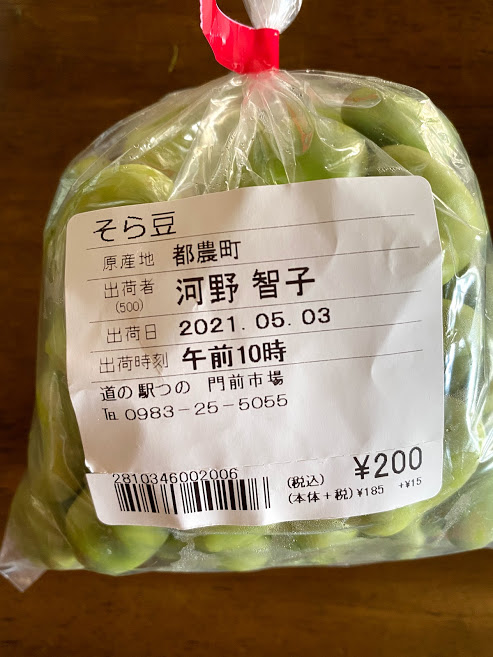 そら豆
原産地 都農町
出荷者 河野 智子
(500)
出荷日 2021.05.03
出荷時刻 午前10時
道の駅つの 門前市場
℡ 0983-25-5055
2810346002006
(税込) ¥200
(本体+税) ¥185 +¥15